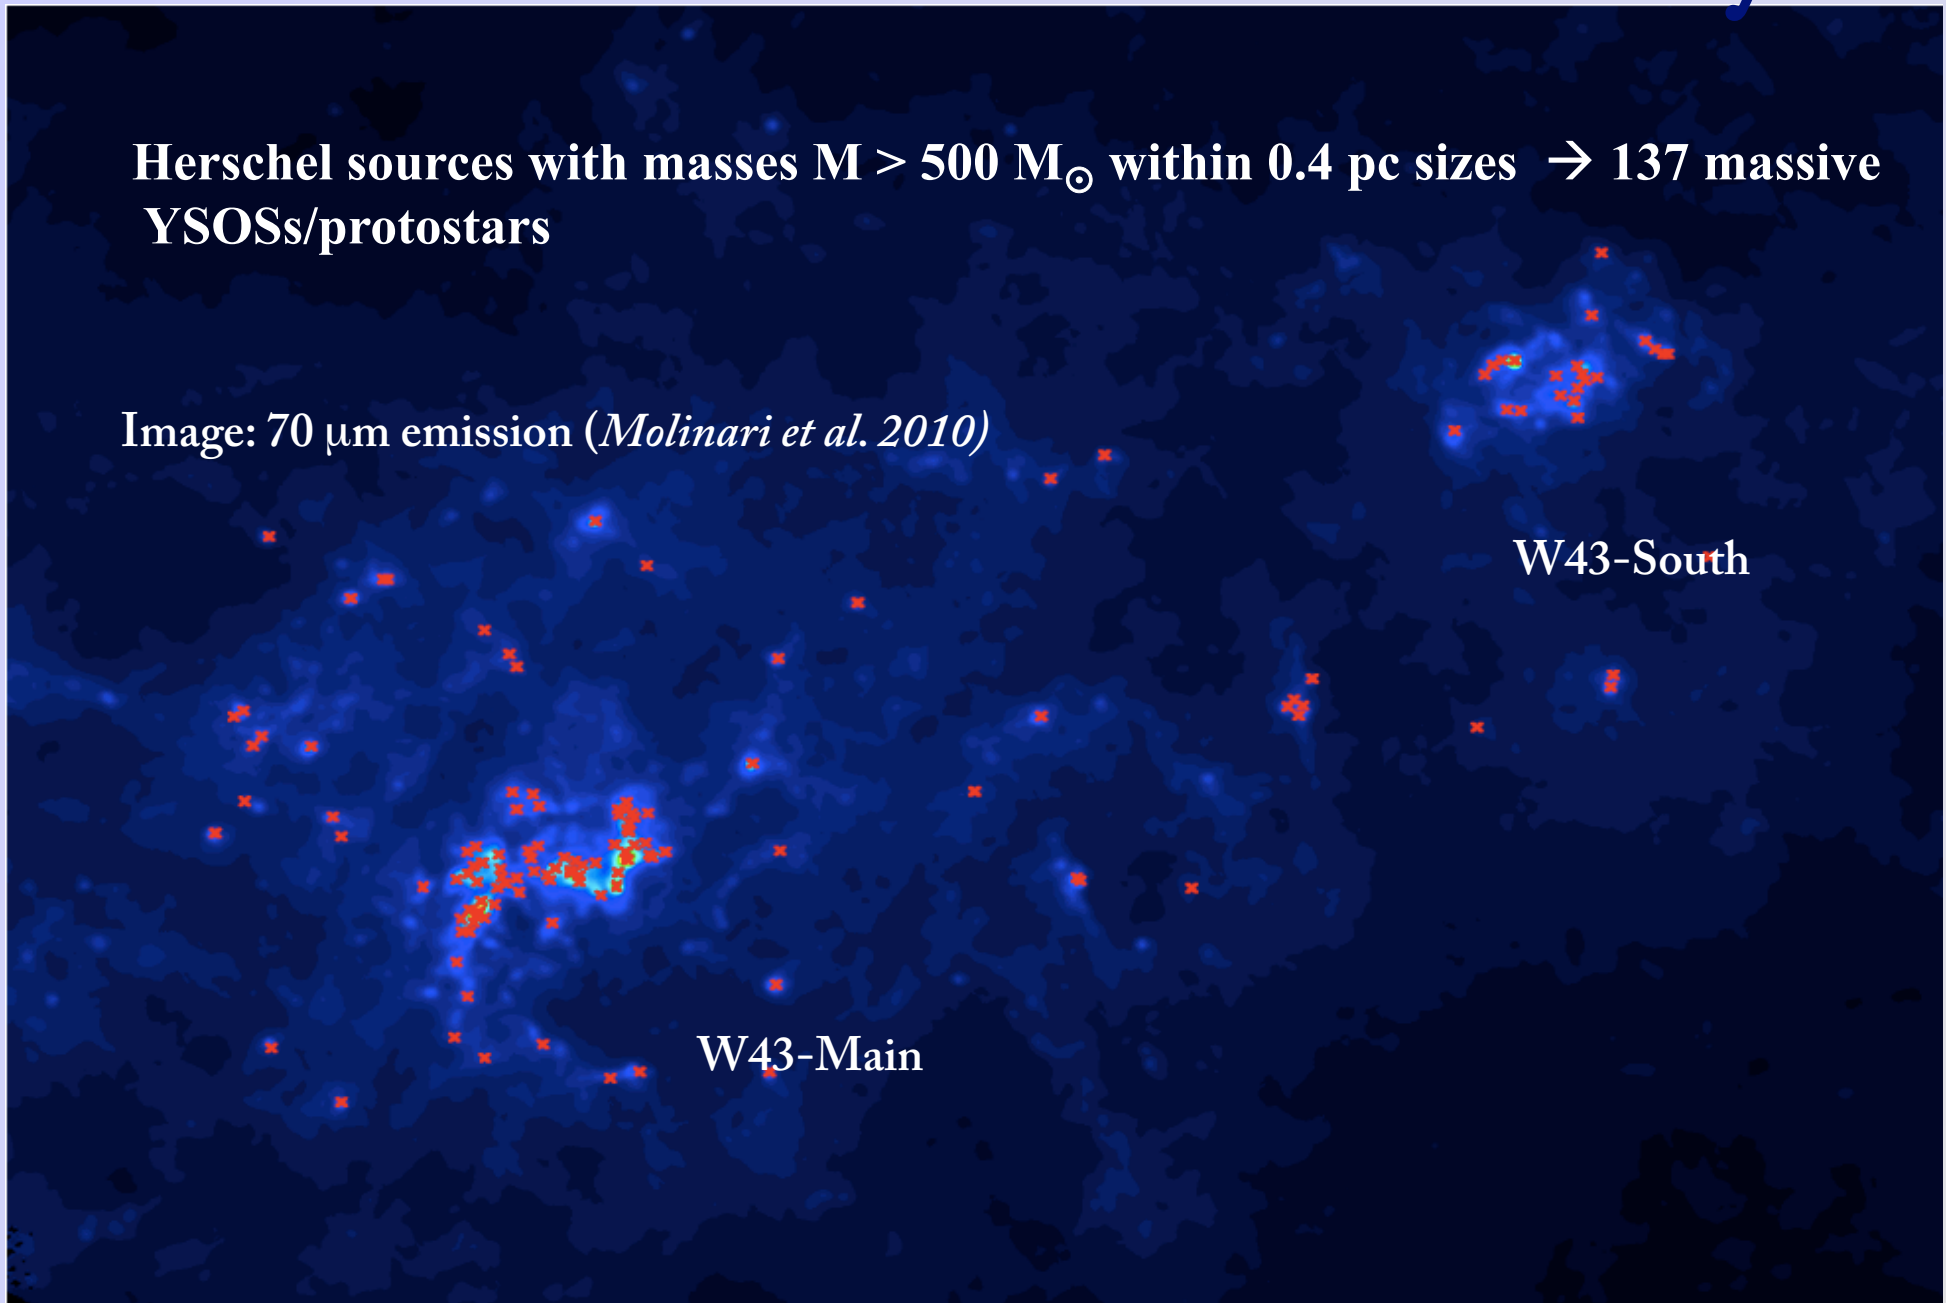 Herschel sources with masses M > 500 M☉ within 0.4 pc sizes → 137 massive
YSOSs/protostars
Image: 70 μm emission (Molinari et al. 2010)
W43-South
W43-Main